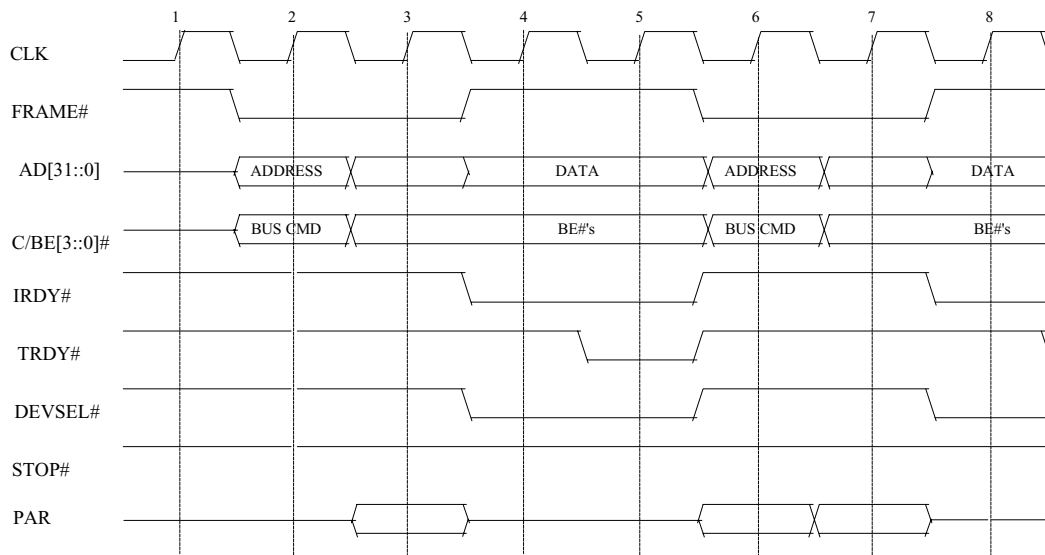 1 2 3 4 5 6 7 8
CLK
FRAME#
AD[31::0] ADDRESS DATA ADDRESS DATA
C/BE[3::0]# BUS CMD BE#'s BUS CMD BE#'s
IRDY#
TRDY#
DEVSEL#
STOP#
PAR